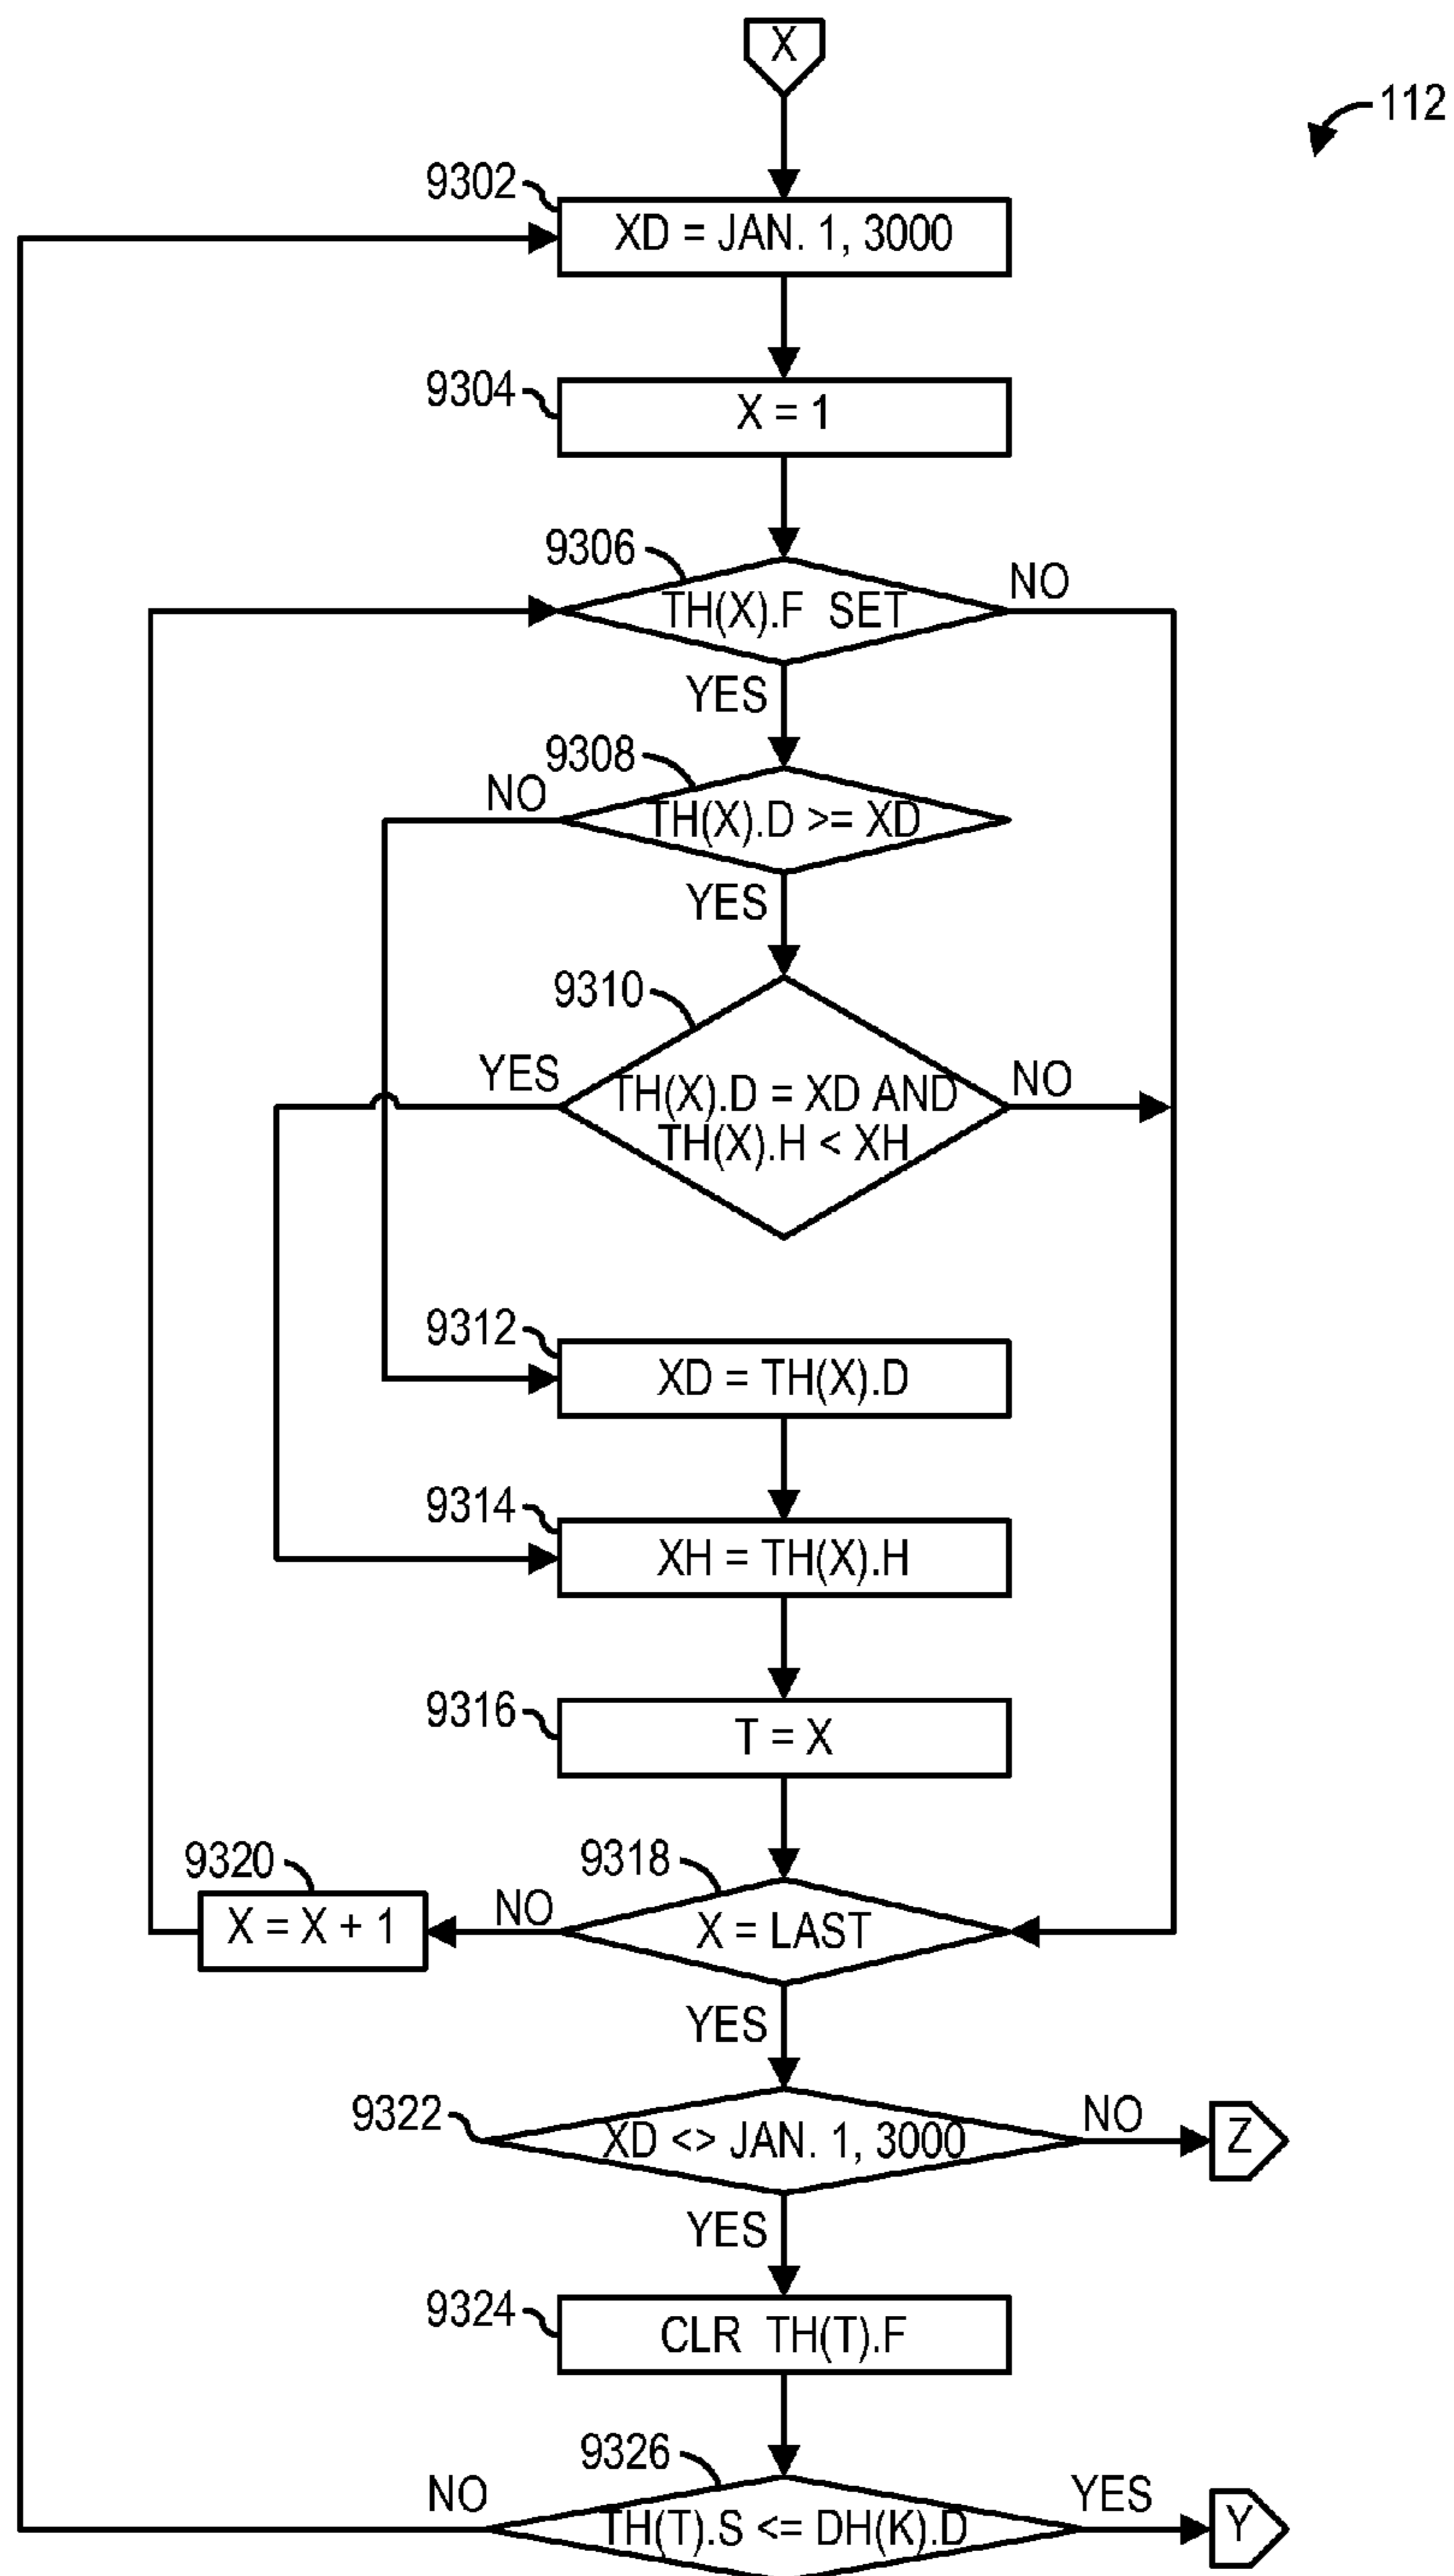 X
112
9302
XD = JAN. 1, 3000
9304
X = 1
9306
TH(X).F SET
NO
YES
9308
NO
TH(X).D >= XD
YES
9310
YES
TH(X).D = XD AND
TH(X).H < XH
NO
9312
XD = TH(X).D
9314
XH = TH(X).H
9316
T = X
9320
X = X + 1
9318
NO
X = LAST
YES
9322
XD <> JAN. 1, 3000
NO
Z
YES
9324
CLR TH(T).F
9326
NO
TH(T).S <= DH(K).D
YES
Y